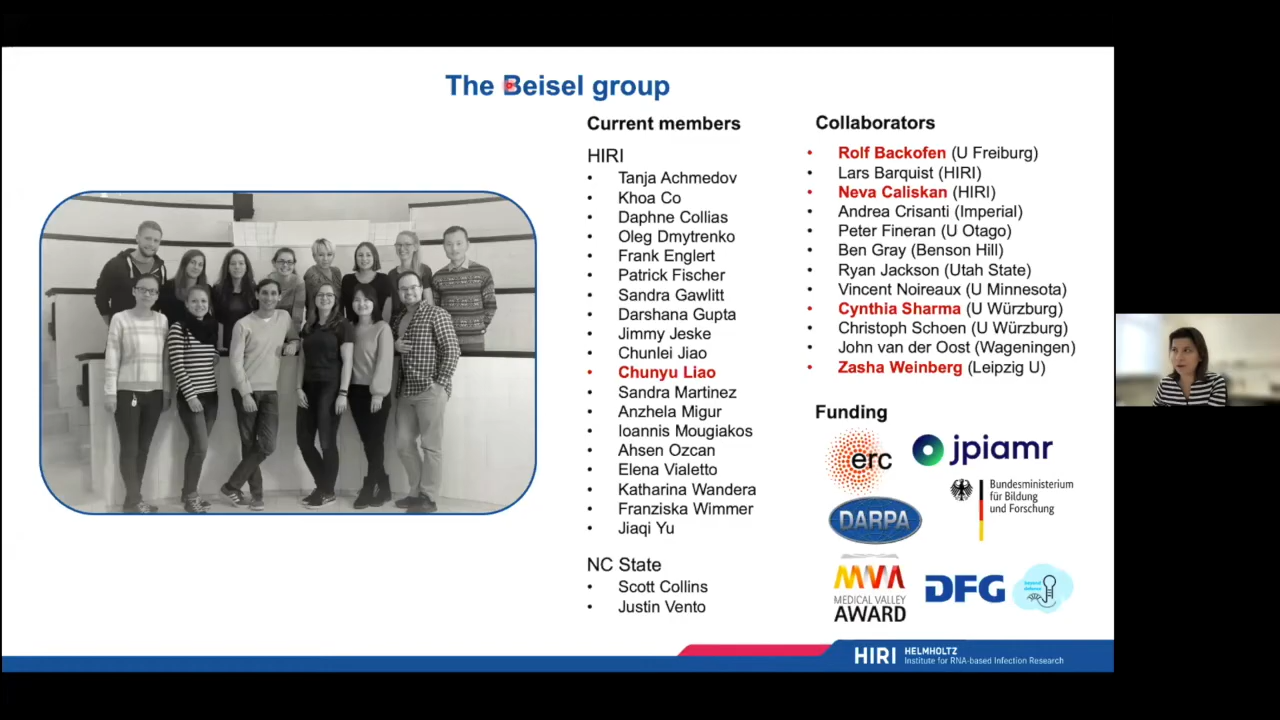 The Beisel group
Current members
HIRI
• Tanja Achmedov
• Khoa Co
• Daphne Collias
• Oleg Dmytrenko
• Frank Englert
• Patrick Fischer
• Sandra Gawlitt
• Darshana Gupta
• Jimmy Jeske
• Chunlei Jiao
• Chunyu Liao
• Sandra Martinez
• Anzhela Migur
• Ioannis Mougiakos
• Ahsen Ozcan
• Elena Vialetto
• Katharina Wandera
• Franziska Wimmer
• Jiaqi Yu
NC State
• Scott Collins
• Justin Vento
Collaborators
• Rolf Backofen (U Freiburg)
• Lars Barquist (HIRI)
• Neva Caliskan (HIRI)
• Andrea Crisanti (Imperial)
• Peter Fineran (U Otago)
• Ben Gray (Benson Hill)
• Ryan Jackson (Utah State)
• Vincent Noireaux (U Minnesota)
• Cynthia Sharma (U Würzburg)
• Christoph Schoen (U Würzburg)
• John van der Oost (Wageningen)
• Zasha Weinberg (Leipzig U)
Funding
erc
jpiamr
DARPA
Bundesministerium
für Bildung
und Forschung
MVA
MEDICAL VALLEY
AWARD
DFG
HIRI
HELMHOLTZ
Institute for RNA-based Infection Research